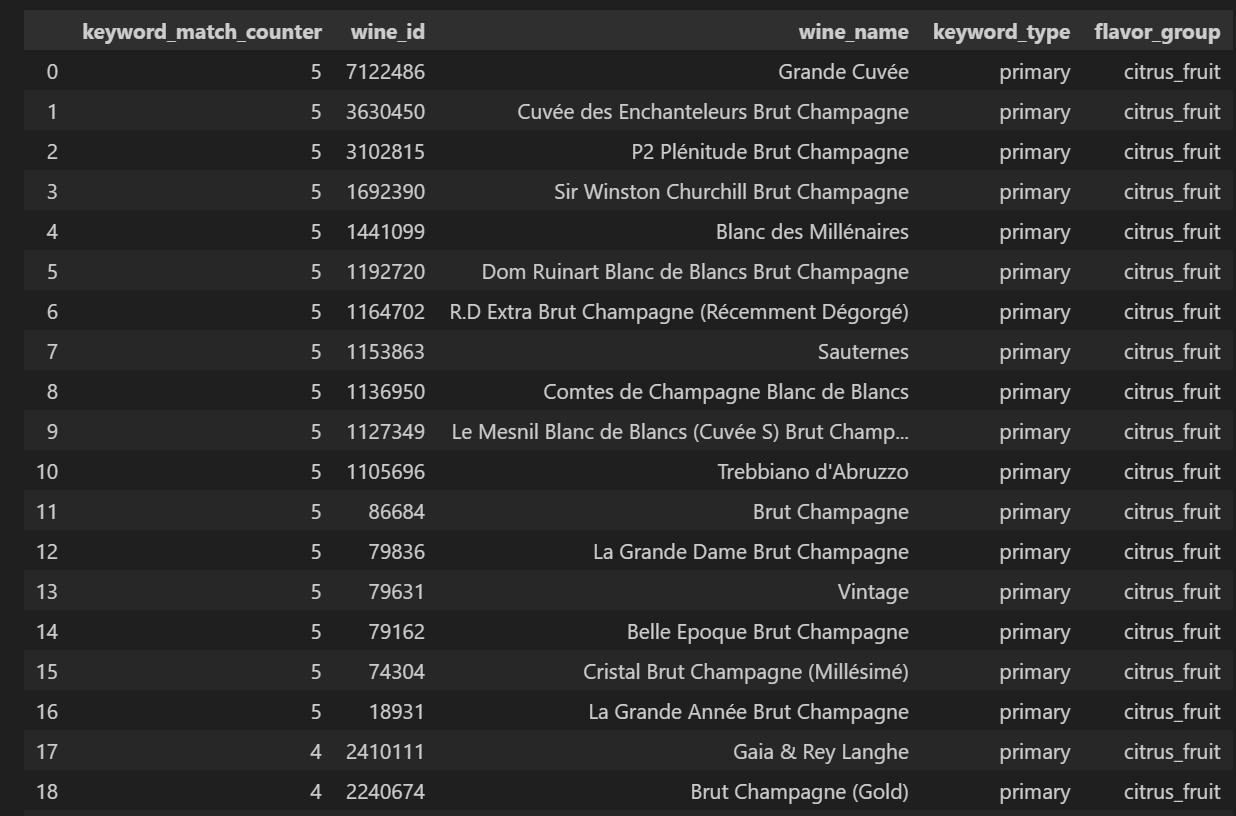 keyword_match_counter wine_id wine_name keyword_type flavor_group
0 5 7122486 Grande Cuvée primary citrus_fruit
1 5 3630450 Cuvée des Enchanteleurs Brut Champagne primary citrus_fruit
2 5 3102815 P2 Plénitude Brut Champagne primary citrus_fruit
3 5 1692390 Sir Winston Churchill Brut Champagne primary citrus_fruit
4 5 1441099 Blanc des Millénaires primary citrus_fruit
5 5 1192720 Dom Ruinart Blanc de Blancs Brut Champagne primary citrus_fruit
6 5 1164702 R.D Extra Brut Champagne (Récemment Dégorgé) primary citrus_fruit
7 5 1153863 Sauternes primary citrus_fruit
8 5 1136950 Comtes de Champagne Blanc de Blancs primary citrus_fruit
9 5 1127349 Le Mesnil Blanc de Blancs (Cuvée S) Brut Champ... primary citrus_fruit
10 5 1105696 Trebbiano d'Abruzzo primary citrus_fruit
11 5 86684 Brut Champagne primary citrus_fruit
12 5 79836 La Grande Dame Brut Champagne primary citrus_fruit
13 5 79631 Vintage primary citrus_fruit
14 5 79162 Belle Epoque Brut Champagne primary citrus_fruit
15 5 74304 Cristal Brut Champagne (Millésimé) primary citrus_fruit
16 5 18931 La Grande Année Brut Champagne primary citrus_fruit
17 4 2410111 Gaia & Rey Langhe primary citrus_fruit
18 4 2240674 Brut Champagne (Gold) primary citrus_fruit